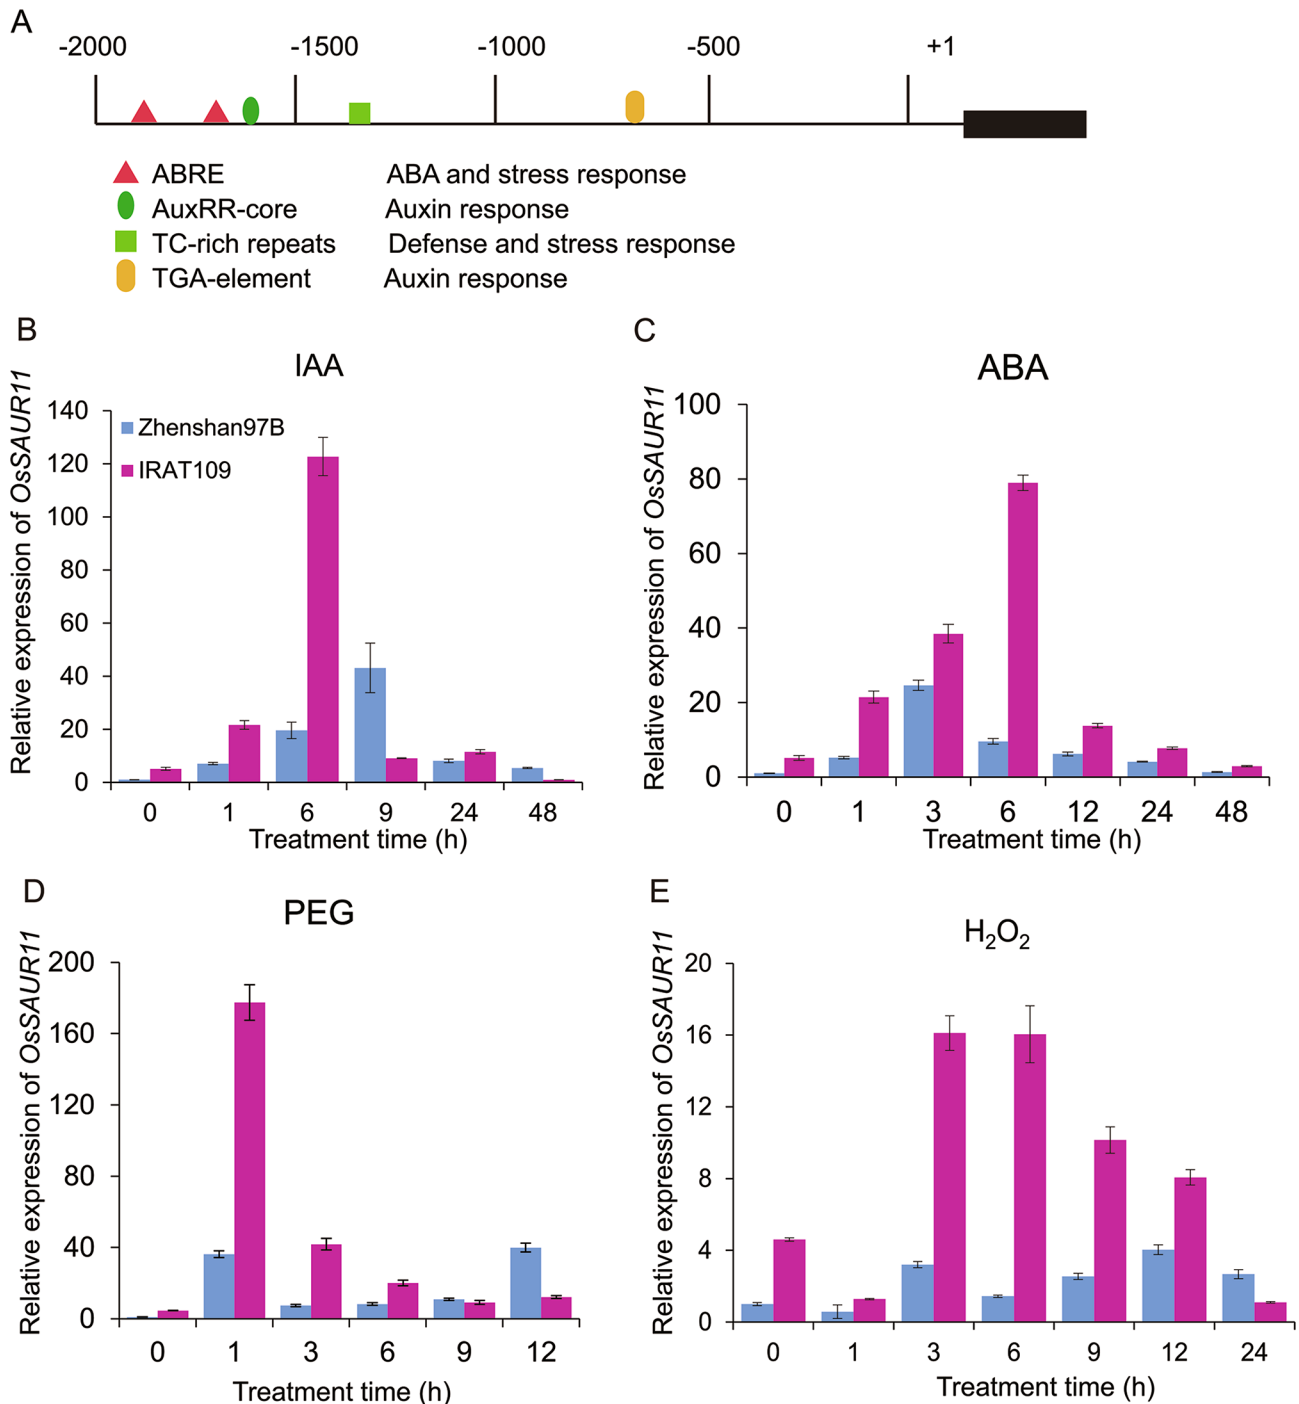 A
-2000 -1500 -1000 -500 +1
ABRE ABA and stress response
AuxRR-core Auxin response
TC-rich repeats Defense and stress response
TGA-element Auxin response
B
IAA
Relative expression of OsSAUR11
140
120
100
80
60
40
20
0
Zhenshan97B
IRAT109
0 1 6 9 24 48
Treatment time (h)
C
ABA
Relative expression of OsSAUR11
100
80
60
40
20
0
0 1 3 6 12 24 48
Treatment time (h)
D
PEG
Relative expression of OsSAUR11
200
160
120
80
40
0
0 1 3 6 9 12
Treatment time (h)
E
H₂O₂
Relative expression of OsSAUR11
20
16
12
8
4
0
0 1 3 6 9 12 24
Treatment time (h)